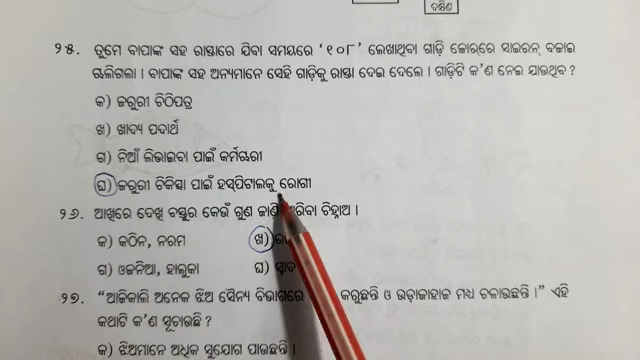 ଦକ୍ଷିଣ
୨୫. ତୁମେ ବାପାଙ୍କ ସହ ରାସ୍ତାରେ ଯିବା ସମୟରେ ‘୧୦୮’ ଲେଖାଥିବା ଗାଡ଼ି ଜୋର୍‌ରେ ସାଇରନ୍ ବଜାଇ
ଚାଲିଗଲା । ବାପାଙ୍କ ସହ ଅନ୍ୟମାନେ ସେହି ଗାଡ଼ିକୁ ରାସ୍ତା ଦେଇ ଦେଲେ । ଗାଡ଼ିଟି କ’ଣ ନେଇ ଯାଉଥିବ ?
କ) ଜରୁରୀ ଚିଠିପତ୍ର
ଖ) ଖାଦ୍ୟ ପଦାର୍ଥ
ଗ) ନିଆଁ ଲିଭାଇବା ପାଇଁ କର୍ମଚାରୀ
ଘ) ଜରୁରୀ ଚିକିତ୍ସା ପାଇଁ ହସ୍‌ପିଟାଲକୁ ରୋଗୀ
୨୬. ଆଖିରେ ଦେଖି ବସ୍ତୁର କେଉଁ ଗୁଣ ଚିହ୍ନାଅ ।
କ) କଠିନ, ନରମ ଖ)
ଗ) ଓଜନିଆ, ହାଲୁକା ଘ) ସ୍ୱାଦ
୨୭. “ଆଜିକାଲି ଅନେକ ଝିଅ ସୈନ୍ୟ ବିଭାଗରେ କରୁଛନ୍ତି ଓ ଉଡ଼ାଜାହାଜ ମଧ୍ୟ ଚଳାଉଛନ୍ତି ।” ଏହି
କଥାଟି କ’ଣ ସୂଚାଉଛି ?
କ) ଝିଅମାନେ ଅଧିକ ସୁଯୋଗ ପାଉଛନ୍ତି ।